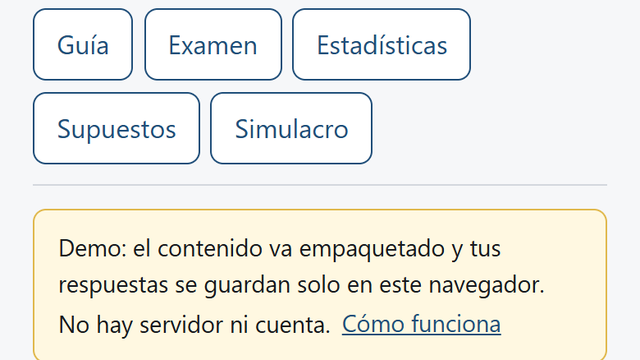 Guía Examen Estadísticas
Supuestos Simulacro
Demo: el contenido va empaquetado y tus
respuestas se guardan solo en este navegador.
No hay servidor ni cuenta. Cómo funciona